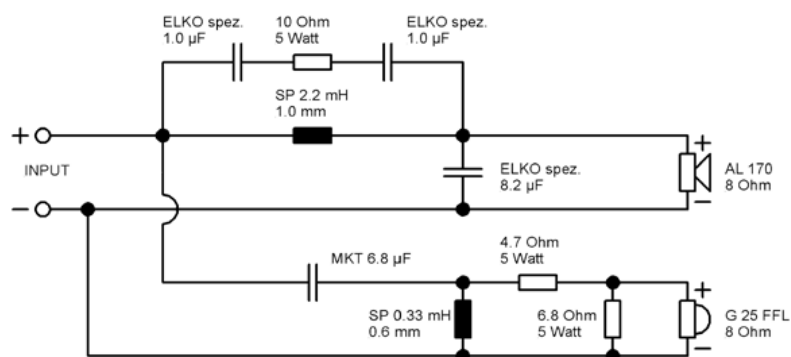 ELKO spez.
1.0 µF
10 Ohm
5 Watt
ELKO spez.
1.0 µF
SP 2.2 mH
1.0 mm
+
INPUT
−
ELKO spez.
8.2 µF
+
AL 170
8 Ohm
−
MKT 6.8 µF
4.7 Ohm
5 Watt
SP 0.33 mH
0.6 mm
6.8 Ohm
5 Watt
+
G 25 FFL
8 Ohm
−